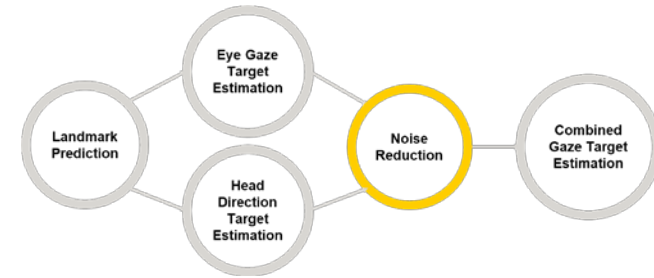 Landmark
Prediction
Eye Gaze
Target
Estimation
Head
Direction
Target
Estimation
Noise
Reduction
Combined
Gaze Target
Estimation